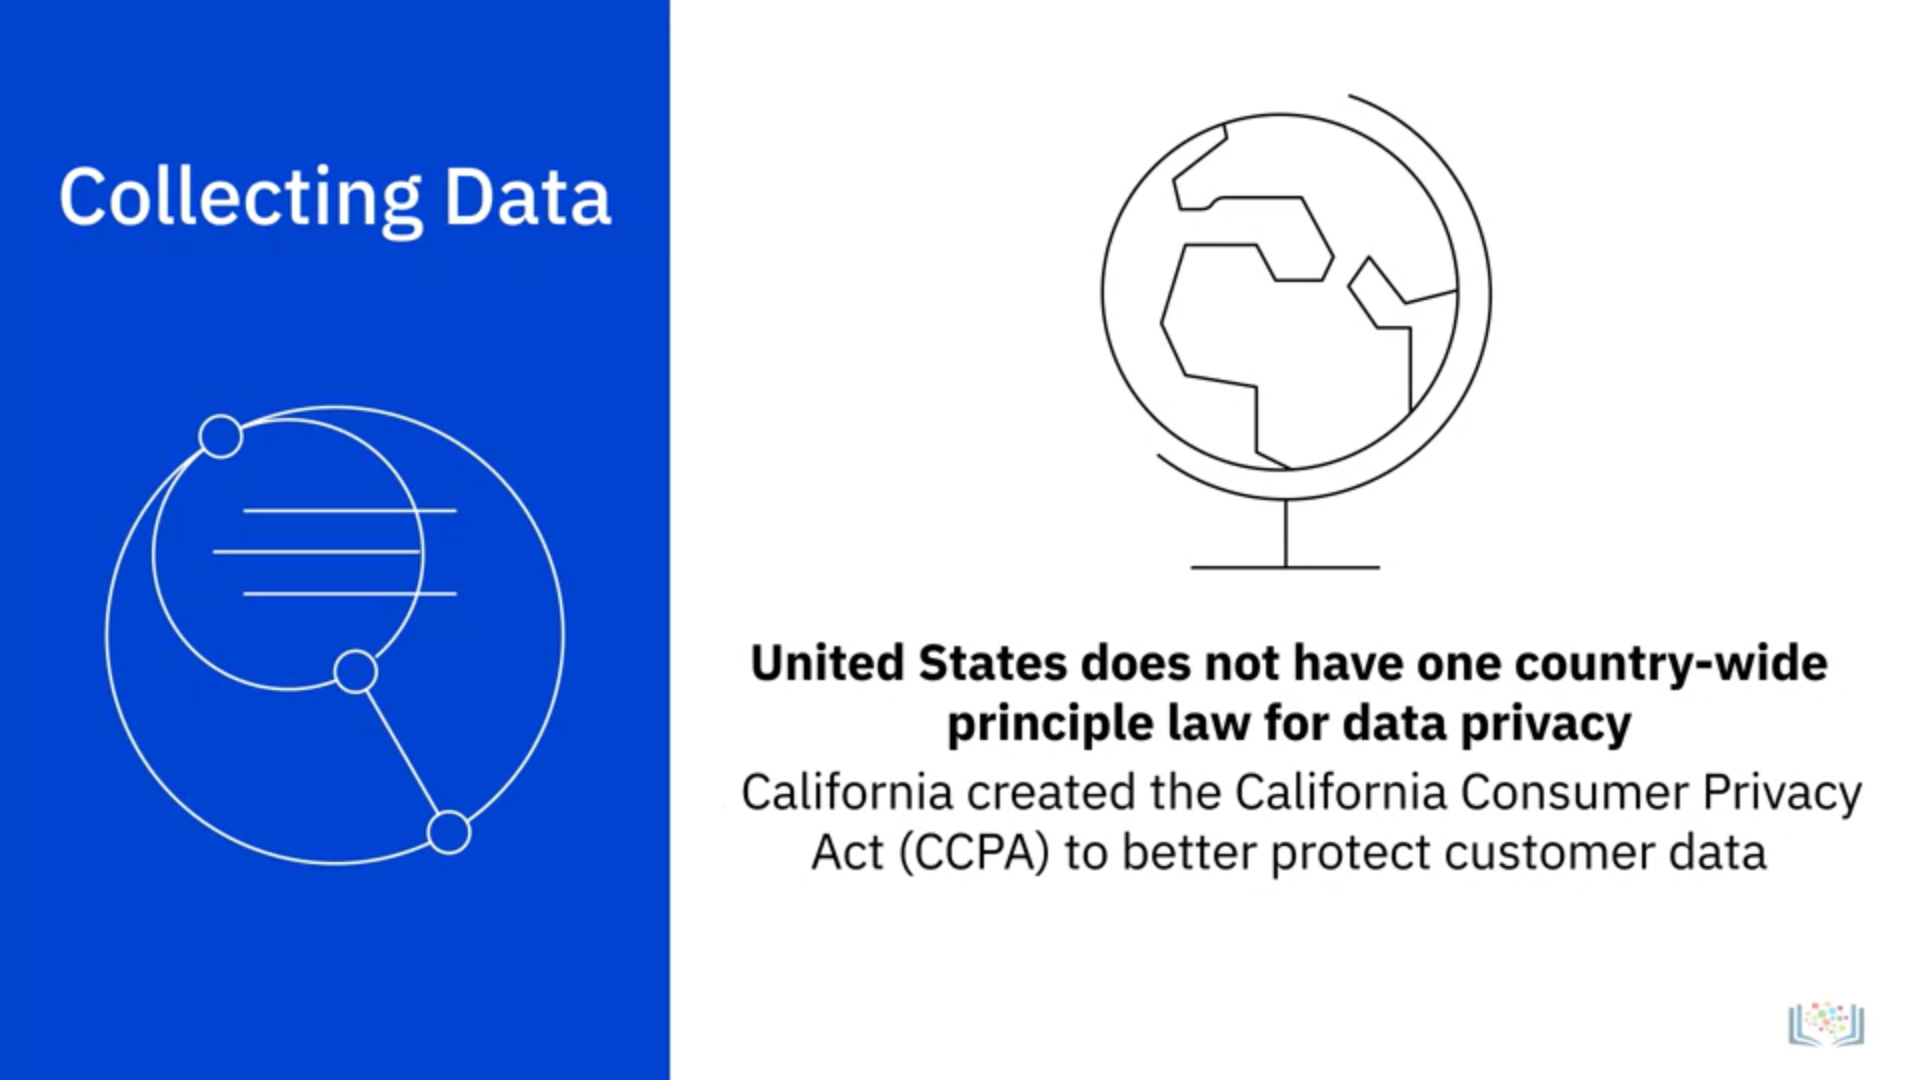 Collecting Data
United States does not have one country-wide
principle law for data privacy
California created the California Consumer Privacy
Act (CCPA) to better protect customer data